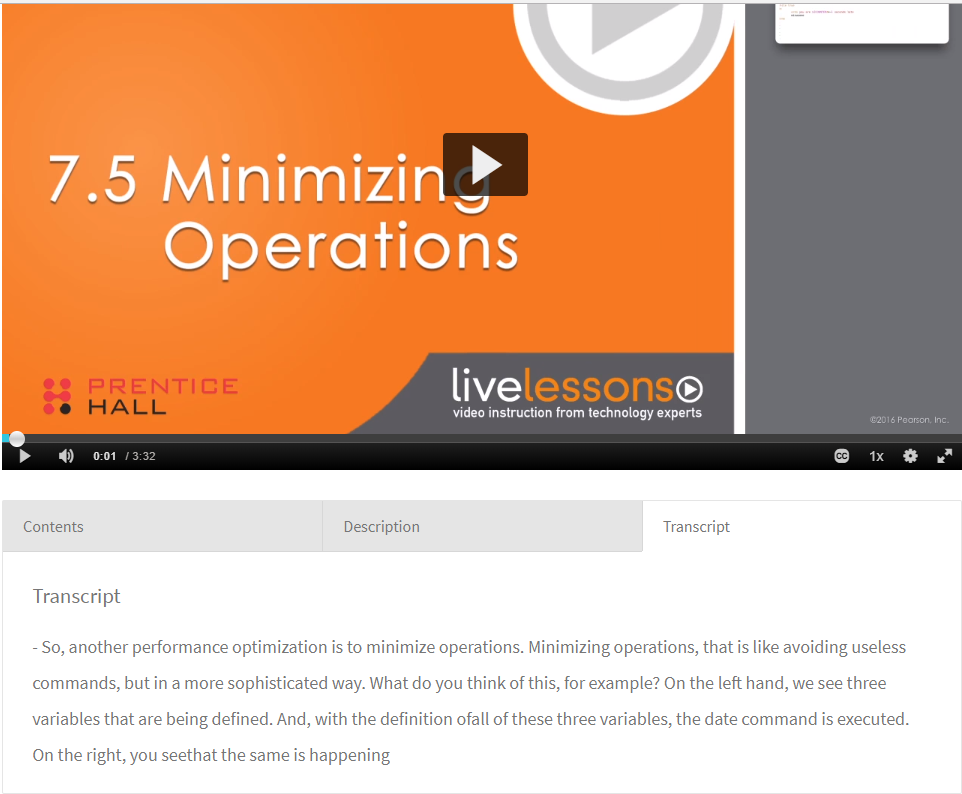 7.5 Minimizing
Operations
PRENTICE
HALL
livelessons
video instruction from technology experts
©2016 Pearson, Inc.
0:01 / 3:32
CC
1x
Contents
Description
Transcript
Transcript
- So, another performance optimization is to minimize operations. Minimizing operations, that is like avoiding useless
commands, but in a more sophisticated way. What do you think of this, for example? On the left hand, we see three
variables that are being defined. And, with the definition ofall of these three variables, the date command is executed.
On the right, you seethat the same is happening